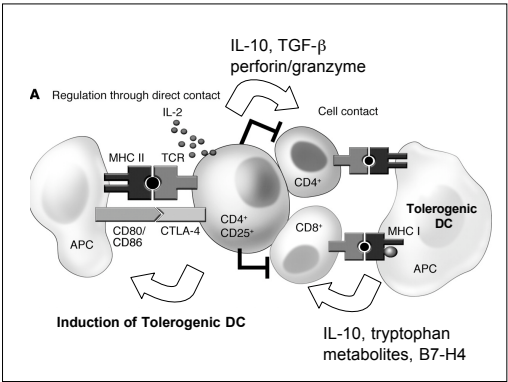 IL-10, TGF-β
perforin/granzyme
A Regulation through direct contact
IL-2
Cell contact
MHC II
TCR
CD4⁺
Tolerogenic
DC
CD4⁺
CD25⁺
CD8⁺
MHC I
CD80/
CD86
CTLA-4
APC
APC
Induction of Tolerogenic DC
IL-10, tryptophan
metabolites, B7-H4